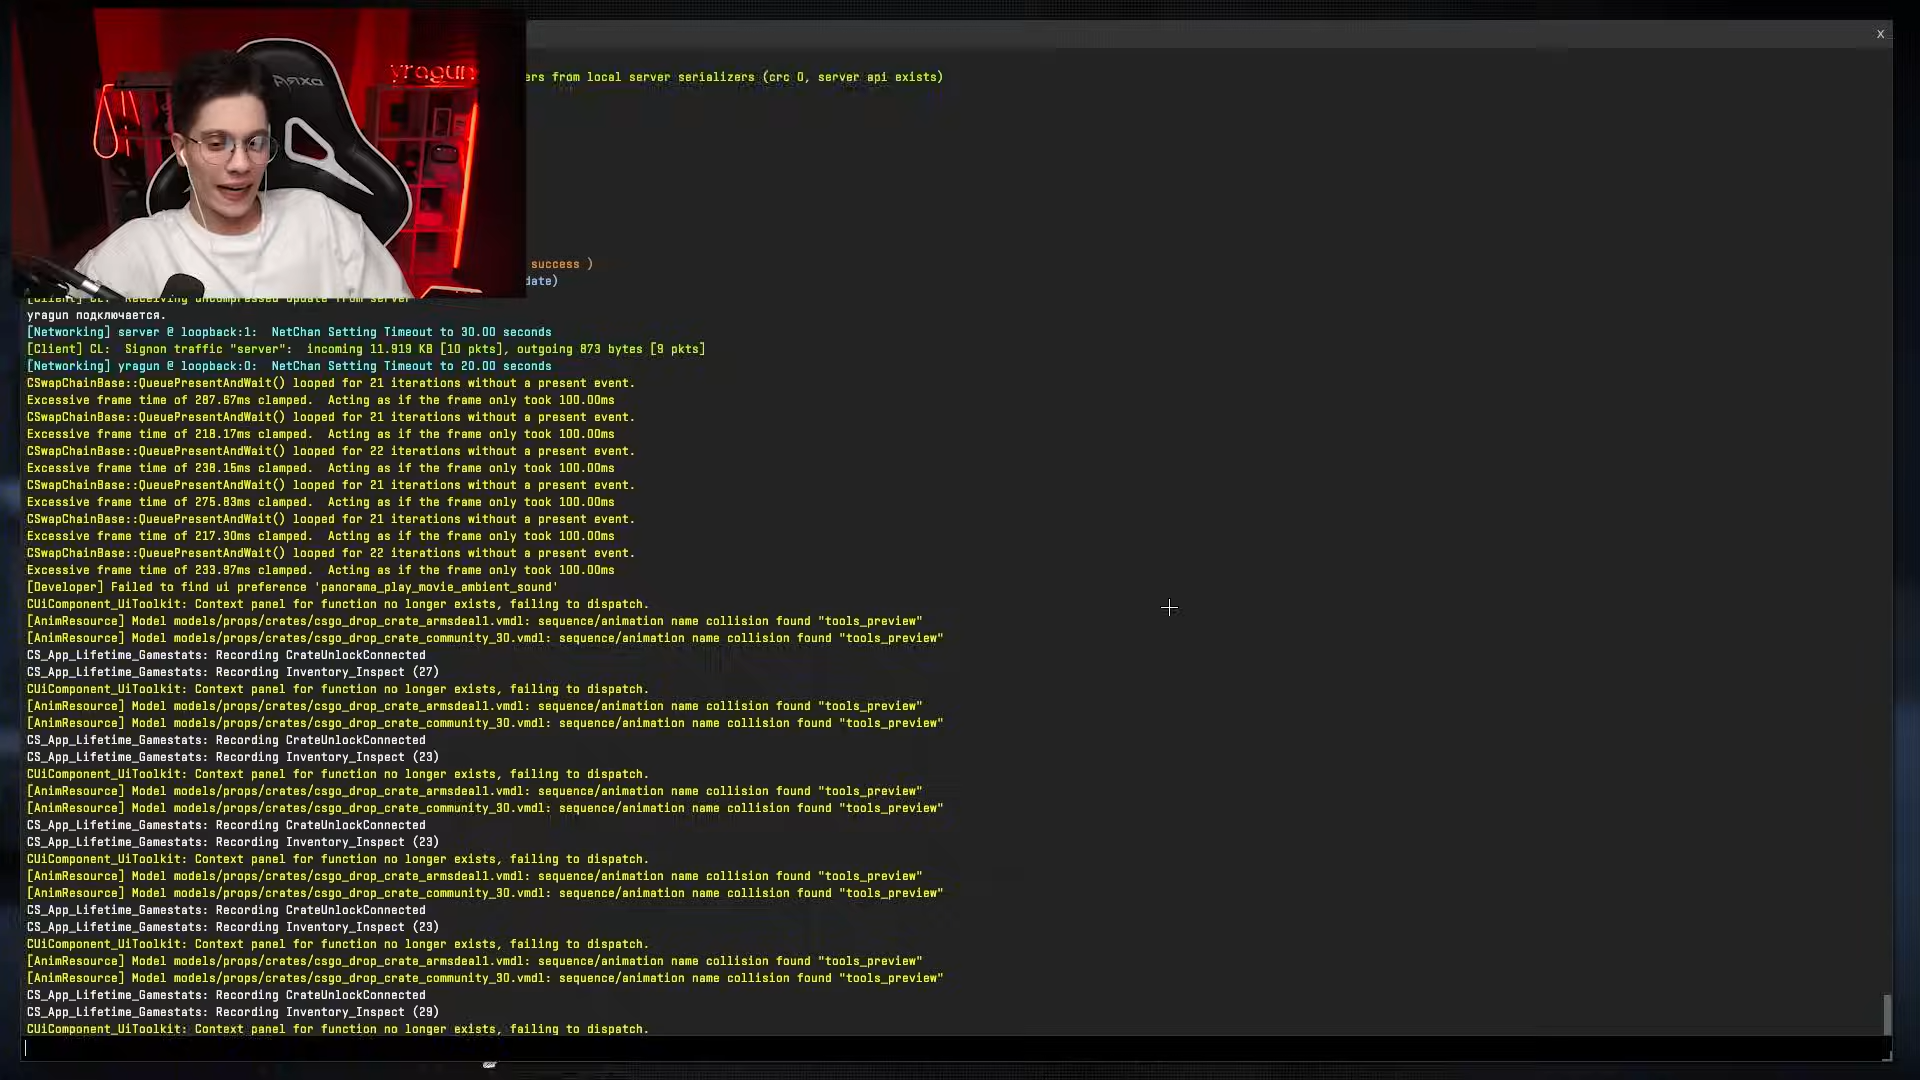 yragun
x
ers from local server serializers (crc 0, server api exists)
success )
date)
[Client] CL:  Receiving uncompressed update from server
yragun подключается.
[Networking] server @ loopback:1:  NetChan Setting Timeout to 30.00 seconds
[Client] CL:  Signon traffic "server":  incoming 11.919 KB [10 pkts], outgoing 873 bytes [9 pkts]
[Networking] yragun @ loopback:0:  NetChan Setting Timeout to 20.00 seconds
CSwapChainBase::QueuePresentAndWait() looped for 21 iterations without a present event.
Excessive frame time of 287.67ms clamped.  Acting as if the frame only took 100.00ms
CSwapChainBase::QueuePresentAndWait() looped for 21 iterations without a present event.
Excessive frame time of 218.17ms clamped.  Acting as if the frame only took 100.00ms
CSwapChainBase::QueuePresentAndWait() looped for 22 iterations without a present event.
Excessive frame time of 238.15ms clamped.  Acting as if the frame only took 100.00ms
CSwapChainBase::QueuePresentAndWait() looped for 21 iterations without a present event.
Excessive frame time of 275.83ms clamped.  Acting as if the frame only took 100.00ms
CSwapChainBase::QueuePresentAndWait() looped for 21 iterations without a present event.
Excessive frame time of 217.30ms clamped.  Acting as if the frame only took 100.00ms
CSwapChainBase::QueuePresentAndWait() looped for 22 iterations without a present event.
Excessive frame time of 233.97ms clamped.  Acting as if the frame only took 100.00ms
[Developer] Failed to find ui preference 'panorama_play_movie_ambient_sound'
CUiComponent_UiToolkit: Context panel for function no longer exists, failing to dispatch.
[AnimResource] Model models/props/crates/csgo_drop_crate_armsdeal1.vmdl: sequence/animation name collision found "tools_preview"
[AnimResource] Model models/props/crates/csgo_drop_crate_community_30.vmdl: sequence/animation name collision found "tools_preview"
CS_App_Lifetime_Gamestats: Recording CrateUnlockConnected
CS_App_Lifetime_Gamestats: Recording Inventory_Inspect (27)
CUiComponent_UiToolkit: Context panel for function no longer exists, failing to dispatch.
[AnimResource] Model models/props/crates/csgo_drop_crate_armsdeal1.vmdl: sequence/animation name collision found "tools_preview"
[AnimResource] Model models/props/crates/csgo_drop_crate_community_30.vmdl: sequence/animation name collision found "tools_preview"
CS_App_Lifetime_Gamestats: Recording CrateUnlockConnected
CS_App_Lifetime_Gamestats: Recording Inventory_Inspect (23)
CUiComponent_UiToolkit: Context panel for function no longer exists, failing to dispatch.
[AnimResource] Model models/props/crates/csgo_drop_crate_armsdeal1.vmdl: sequence/animation name collision found "tools_preview"
[AnimResource] Model models/props/crates/csgo_drop_crate_community_30.vmdl: sequence/animation name collision found "tools_preview"
CS_App_Lifetime_Gamestats: Recording CrateUnlockConnected
CS_App_Lifetime_Gamestats: Recording Inventory_Inspect (23)
CUiComponent_UiToolkit: Context panel for function no longer exists, failing to dispatch.
[AnimResource] Model models/props/crates/csgo_drop_crate_armsdeal1.vmdl: sequence/animation name collision found "tools_preview"
[AnimResource] Model models/props/crates/csgo_drop_crate_community_30.vmdl: sequence/animation name collision found "tools_preview"
CS_App_Lifetime_Gamestats: Recording CrateUnlockConnected
CS_App_Lifetime_Gamestats: Recording Inventory_Inspect (23)
CUiComponent_UiToolkit: Context panel for function no longer exists, failing to dispatch.
[AnimResource] Model models/props/crates/csgo_drop_crate_armsdeal1.vmdl: sequence/animation name collision found "tools_preview"
[AnimResource] Model models/props/crates/csgo_drop_crate_community_30.vmdl: sequence/animation name collision found "tools_preview"
CS_App_Lifetime_Gamestats: Recording CrateUnlockConnected
CS_App_Lifetime_Gamestats: Recording Inventory_Inspect (29)
CUiComponent_UiToolkit: Context panel for function no longer exists, failing to dispatch.